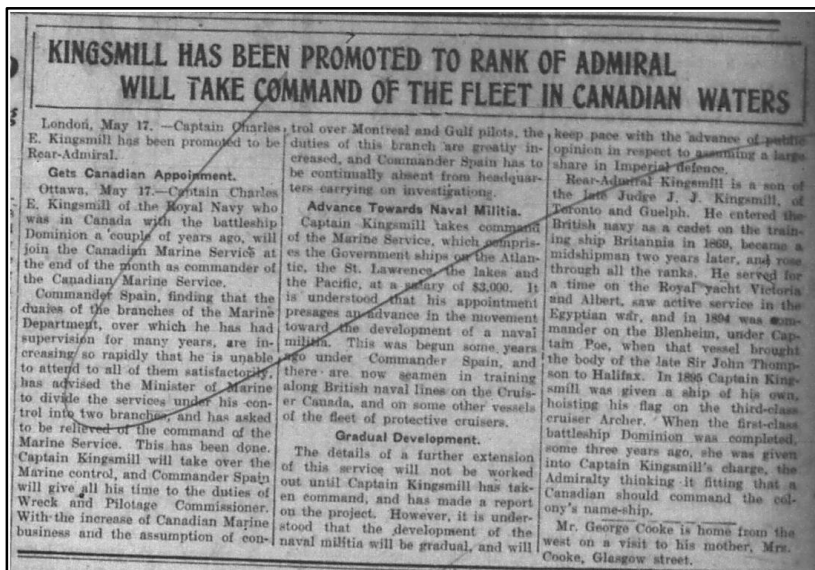 KINGSMILL HAS BEEN PROMOTED TO RANK OF ADMIRAL
WILL TAKE COMMAND OF THE FLEET IN CANADIAN WATERS
London, May 17. —Captain Charles
E. Kingsmill has been promoted to be
Rear-Admiral.
Gets Canadian Appointment.
Ottawa, May 17.—Captain Charles
E. Kingsmill of the Royal Navy who
was in Canada with the battleship
Dominion a couple of years ago, will
join the Canadian Marine Service at
the end of the month as commander of
the Canadian Marine Service.
Commander Spain, finding that the
duties of the branches of the Marine
Department, over which he has had
supervision for many years, are in-
creasing so rapidly that he is unable
to attend to all of them satisfactorily,
has advised the Minister of Marine
to divide the services under his con-
trol into two branches, and has asked
to be relieved of the command of the
Marine Service. This has been done.
Captain Kingsmill will take over the
Marine control, and Commander Spain
will give all his time to the duties of
Wreck and Pilotage Commissioner.
With the increase of Canadian Marine
business and the assumption of con-
trol over Montreal and Gulf pilots, the
duties of this branch are greatly in-
creased, and Commander Spain has to
be continually absent from headquar-
ters carrying on investigations.
Advance Towards Naval Militia.
Captain Kingsmill takes command
of the Marine Service, which compris-
es the Government ships on the Atlan-
tic, the St. Lawrence, the lakes and
the Pacific, at a salary of $3,000. It
is understood that his appointment
presages an advance in the movement
toward the development of a naval
militia. This was begun some years
ago under Commander Spain, and
there are now seamen in training
along British naval lines on the Cruis-
er Canada, and on some other vessels
of the fleet of protective cruisers.
Gradual Development.
The details of a further extension
of this service will not be worked
out until Captain Kingsmill has tak-
en command, and has made a report
on the project. However, it is under-
stood that the development of the
naval militia will be gradual, and will
keep pace with the advance of public
opinion in respect to assuming a large
share in Imperial defence.
Rear-Admiral Kingsmill is a son of
the late Judge J. J. Kingsmill, of
Toronto and Guelph. He entered the
British navy as a cadet on the train-
ing ship Britannia in 1869, became a
midshipman two years later, and rose
through all the ranks. He served for
a time on the Royal yacht Victoria
and Albert, saw active service in the
Egyptian war, and in 1894 was com-
mander on the Blenheim, under Cap-
tain Poe, when that vessel brought
the body of the late Sir John Thomp-
son to Halifax. In 1895 Captain King-
smill was given a ship of his own,
hoisting his flag on the third-class
cruiser Archer. When the first-class
battleship Dominion was completed,
some three years ago, she was given
into Captain Kingsmill's charge, the
Admiralty thinking it fitting that a
Canadian should command the col-
ony's name-ship.
Mr. George Cooke is home from the
west on a visit to his mother, Mrs.
Cooke, Glasgow street.